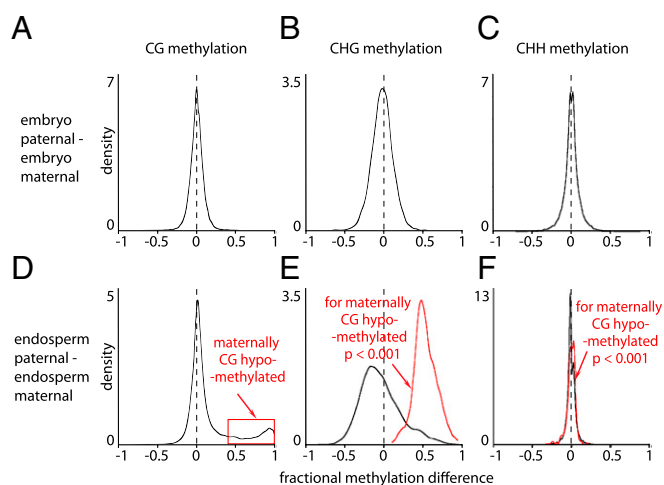 A
B
C
CG methylation
CHG methylation
CHH methylation
embryo
paternal -
embryo
maternal
density
7
0
-1 -0.5 0 0.5 1
3.5
0
-1 -0.5 0 0.5 1
7
0
-1 -0.5 0 0.5 1
D
E
F
endosperm
paternal -
endosperm
maternal
density
5
0
maternally
CG hypo-
-methylated
-1 -0.5 0 0.5 1
3.5
0
for maternally
CG hypo-
-methylated
p < 0.001
-1 -0.5 0 0.5 1
13
0
for maternally
CG hypo-
-methylated
p < 0.001
-1 -0.5 0 0.5 1
fractional methylation difference